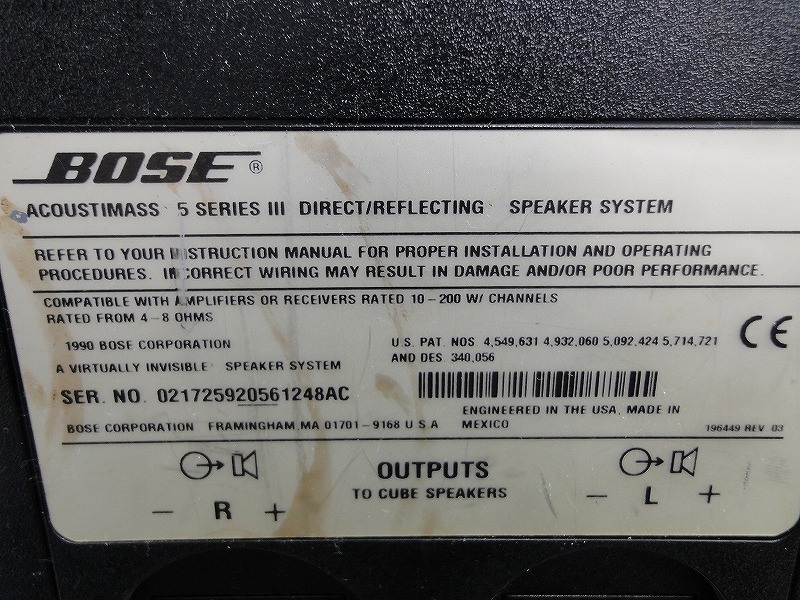 BOSE®
ACOUSTIMASS 5 SERIES III DIRECT/REFLECTING SPEAKER SYSTEM
REFER TO YOUR INSTRUCTION MANUAL FOR PROPER INSTALLATION AND OPERATING
PROCEDURES. INCORRECT WIRING MAY RESULT IN DAMAGE AND/OR POOR PERFORMANCE.
COMPATIBLE WITH AMPLIFIERS OR RECEIVERS RATED 10-200 W/ CHANNELS
RATED FROM 4-8 OHMS
1990 BOSE CORPORATION
A VIRTUALLY INVISIBLE SPEAKER SYSTEM
U.S. PAT. NOS. 4,549,631 4,932,060 5,092,424 5,714,721
AND DES. 340,056
CE
SER. NO. 021725920561248AC
ENGINEERED IN THE USA, MADE IN
MEXICO
BOSE CORPORATION FRAMINGHAM, MA 01701-9168 U S A
196449 REV 03
OUTPUTS
TO CUBE SPEAKERS
- R +
- L +